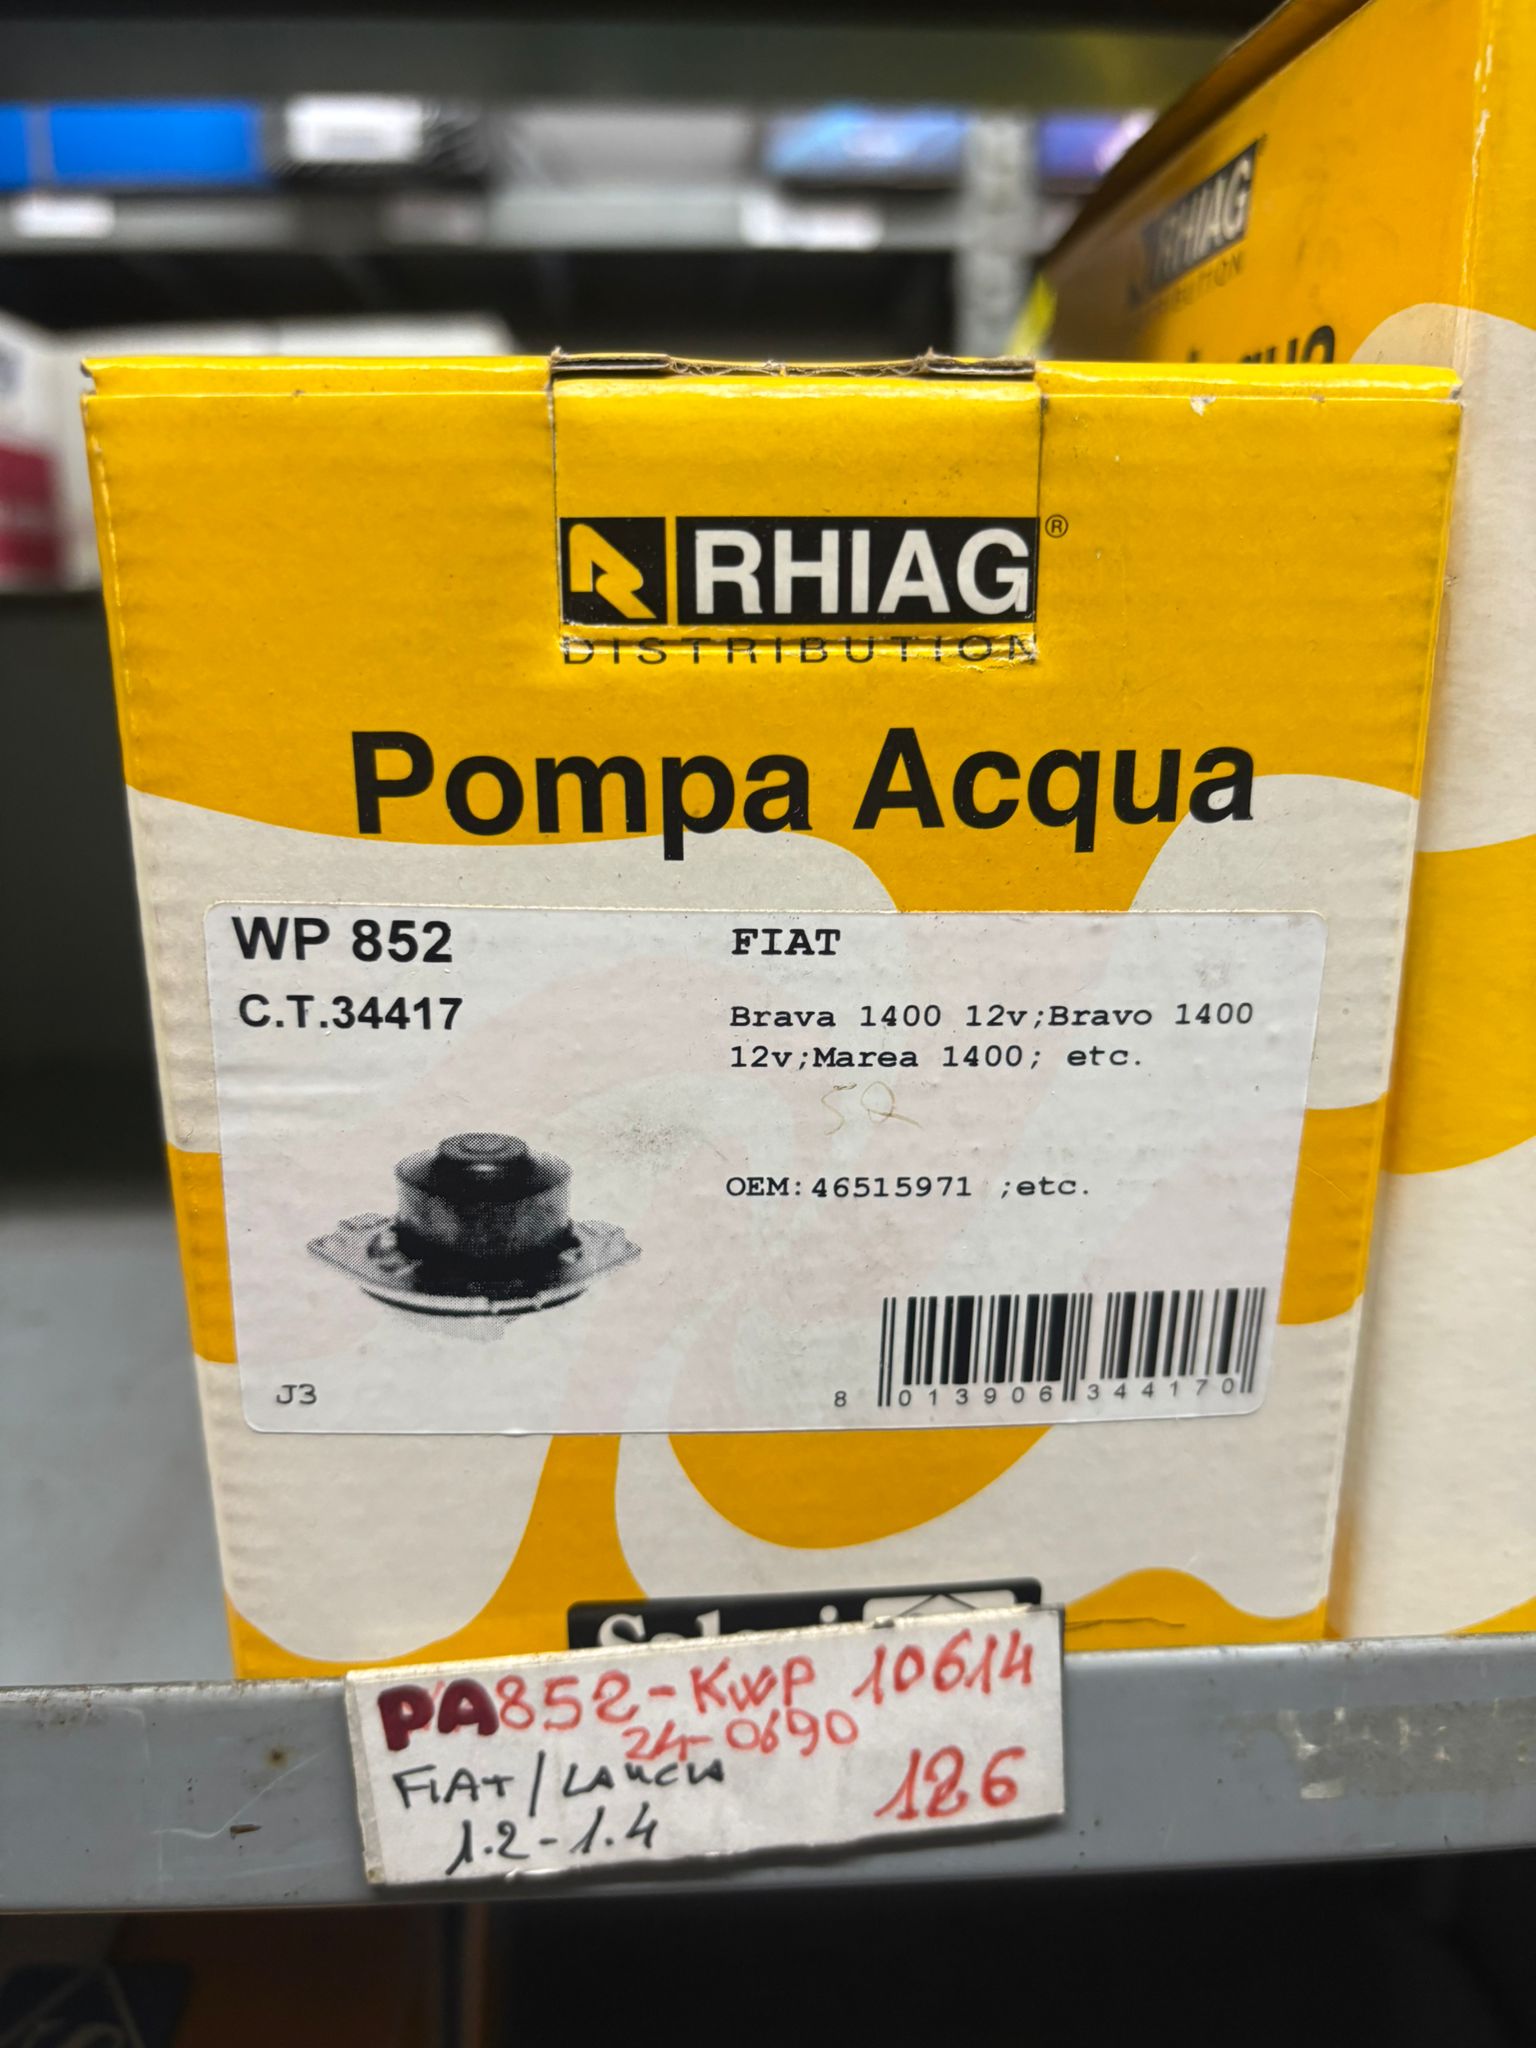 RHIAG
RHIAG®
DISTRIBUTION
Pompa Acqua
WP 852
C.T.34417
FIAT
Brava 1400 12v;Bravo 1400
12v;Marea 1400; etc.
OEM:46515971 ;etc.
J3
8 013906 344170
PA852-KWP 10614
24-0690
FIAT/LANCIA
126
1.2-1.4